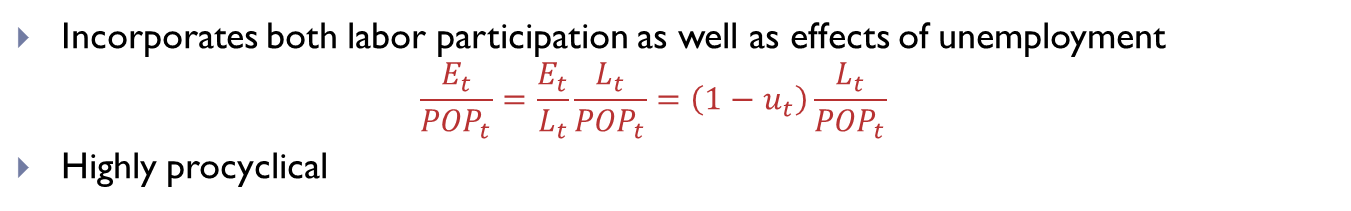 Incorporates both labor participation as well as effects of unemployment
E_t/POP_t = E_t/L_t L_t/POP_t = (1 − u_t) L_t/POP_t
Highly procyclical